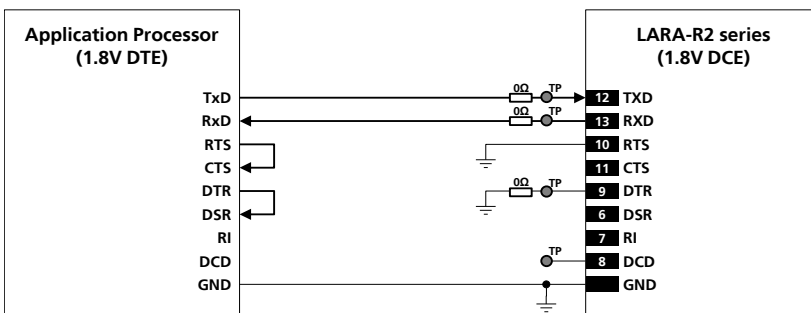 Application Processor
(1.8V DTE)
LARA-R2 series
(1.8V DCE)
TxD 0Ω TP 12 TXD
RxD 0Ω TP 13 RXD
RTS 10 RTS
CTS 11 CTS
DTR 0Ω TP 9 DTR
DSR 6 DSR
RI 7 RI
DCD TP 8 DCD
GND GND